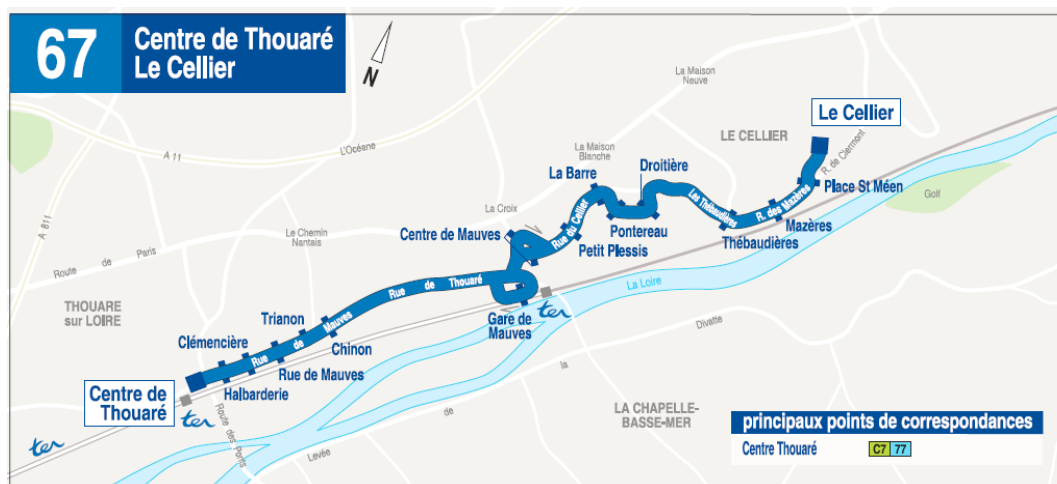 67
Centre de Thouaré
Le Cellier
N
La Maison
Neuve
Le Cellier
LE CELLIER
R. de Clermont
A 11
L'Océane
La Maison
Blanche
Droitière
La Barre
Place St Méen
Golf
Les Thébaudières
R. des Mazères
Mazères
Thébaudières
Pontereau
Rue du Cellier
Petit Plessis
La Croix
Centre de Mauves
A 811
Le Chemin
Nantais
Route de Paris
Rue de Thouaré
La Loire
THOUARE
sur LOIRE
Gare de
Mauves
ter
Divatte
Trianon
Rue de Mauves
Chinon
Clémencière
Rue de Mauves
Halbarderie
Centre de
Thouaré
ter
ter
Route des Ponts
Levée de la
LA CHAPELLE-
BASSE-MER
principaux points de correspondances
Centre Thouaré C7 77